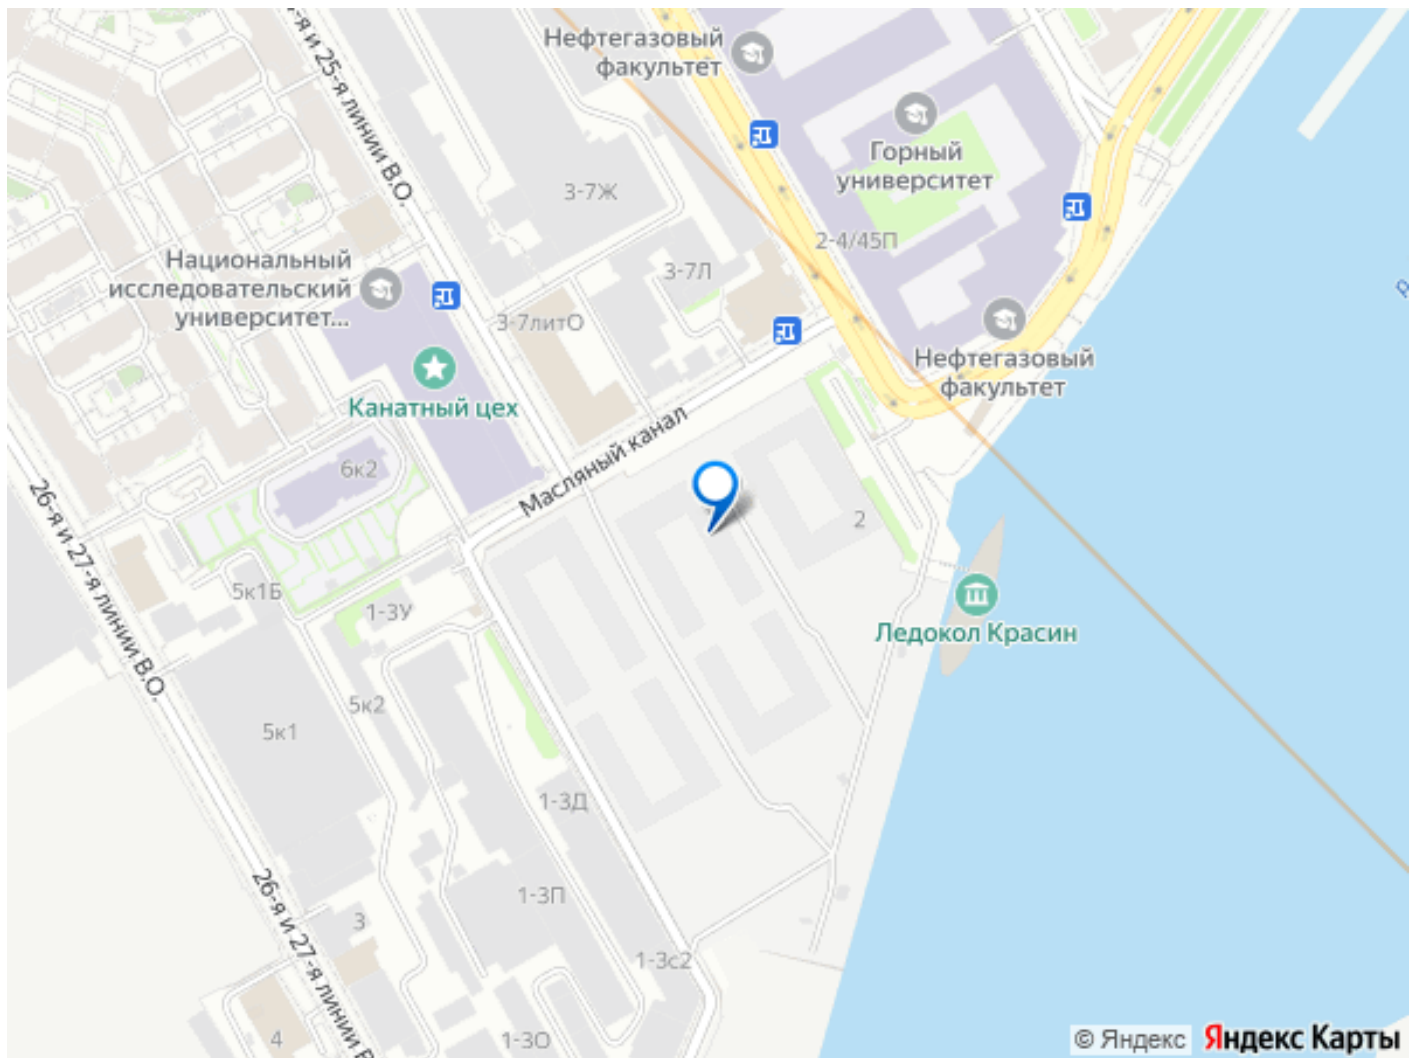 Нефтегазовый
факультет
-я и 25-я линии В.О.
Горный
университет
3-7Ж
2-4/45П
Национальный
исследовательский
университет...
3-7Л
3-7литО
Нефтегазовый
факультет
Канатный цех
Масляный канал
6к2
26-я и 27-я линии В.О.
2
5к1Б
1-3У
Ледокол Красин
5к2
5к1
1-3Д
1-3П
26-я и 27-я линии В
3
1-3с2
4
1-3О
© Яндекс Яндекс Карты